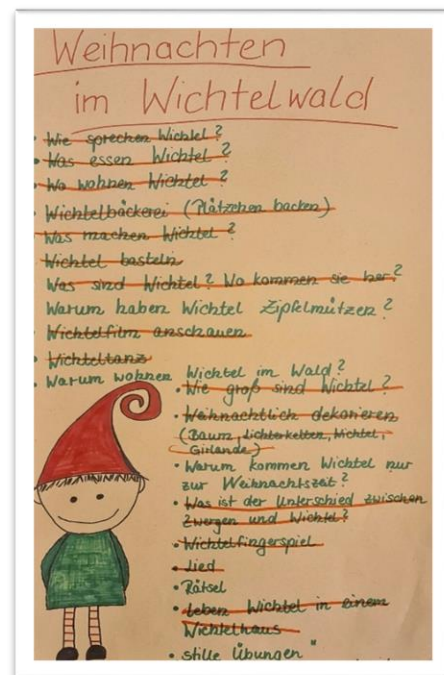 Weihnachten
im Wichtelwald
• Wie sprechen Wichtel?
• Was essen Wichtel?
• Wo wohnen Wichtel?
• Wichtelbäckerei (Plätzchen backen)
Was machen Wichtel?
Wichtel basteln
Was sind Wichtel? Wo kommen sie her?
Warum haben Wichtel Zipfelmützen?
• Wichtelfilm anschauen
• Wichteltanz
• Warum wohnen Wichtel im Wald?
• Wie groß sind Wichtel?
• Weihnachtlich dekorieren
(Baum, Lichterketten, Wichtel,
Girlande)
• Warum kommen Wichtel nur
zur Weihnachtszeit?
• Was ist der Unterschied zwischen
Zwergen und Wichtel?
• Wichtelfingerspiel
• Lied
• Rätsel
• Leben Wichtel in einem
Wichtelhaus
• stille Übungen"